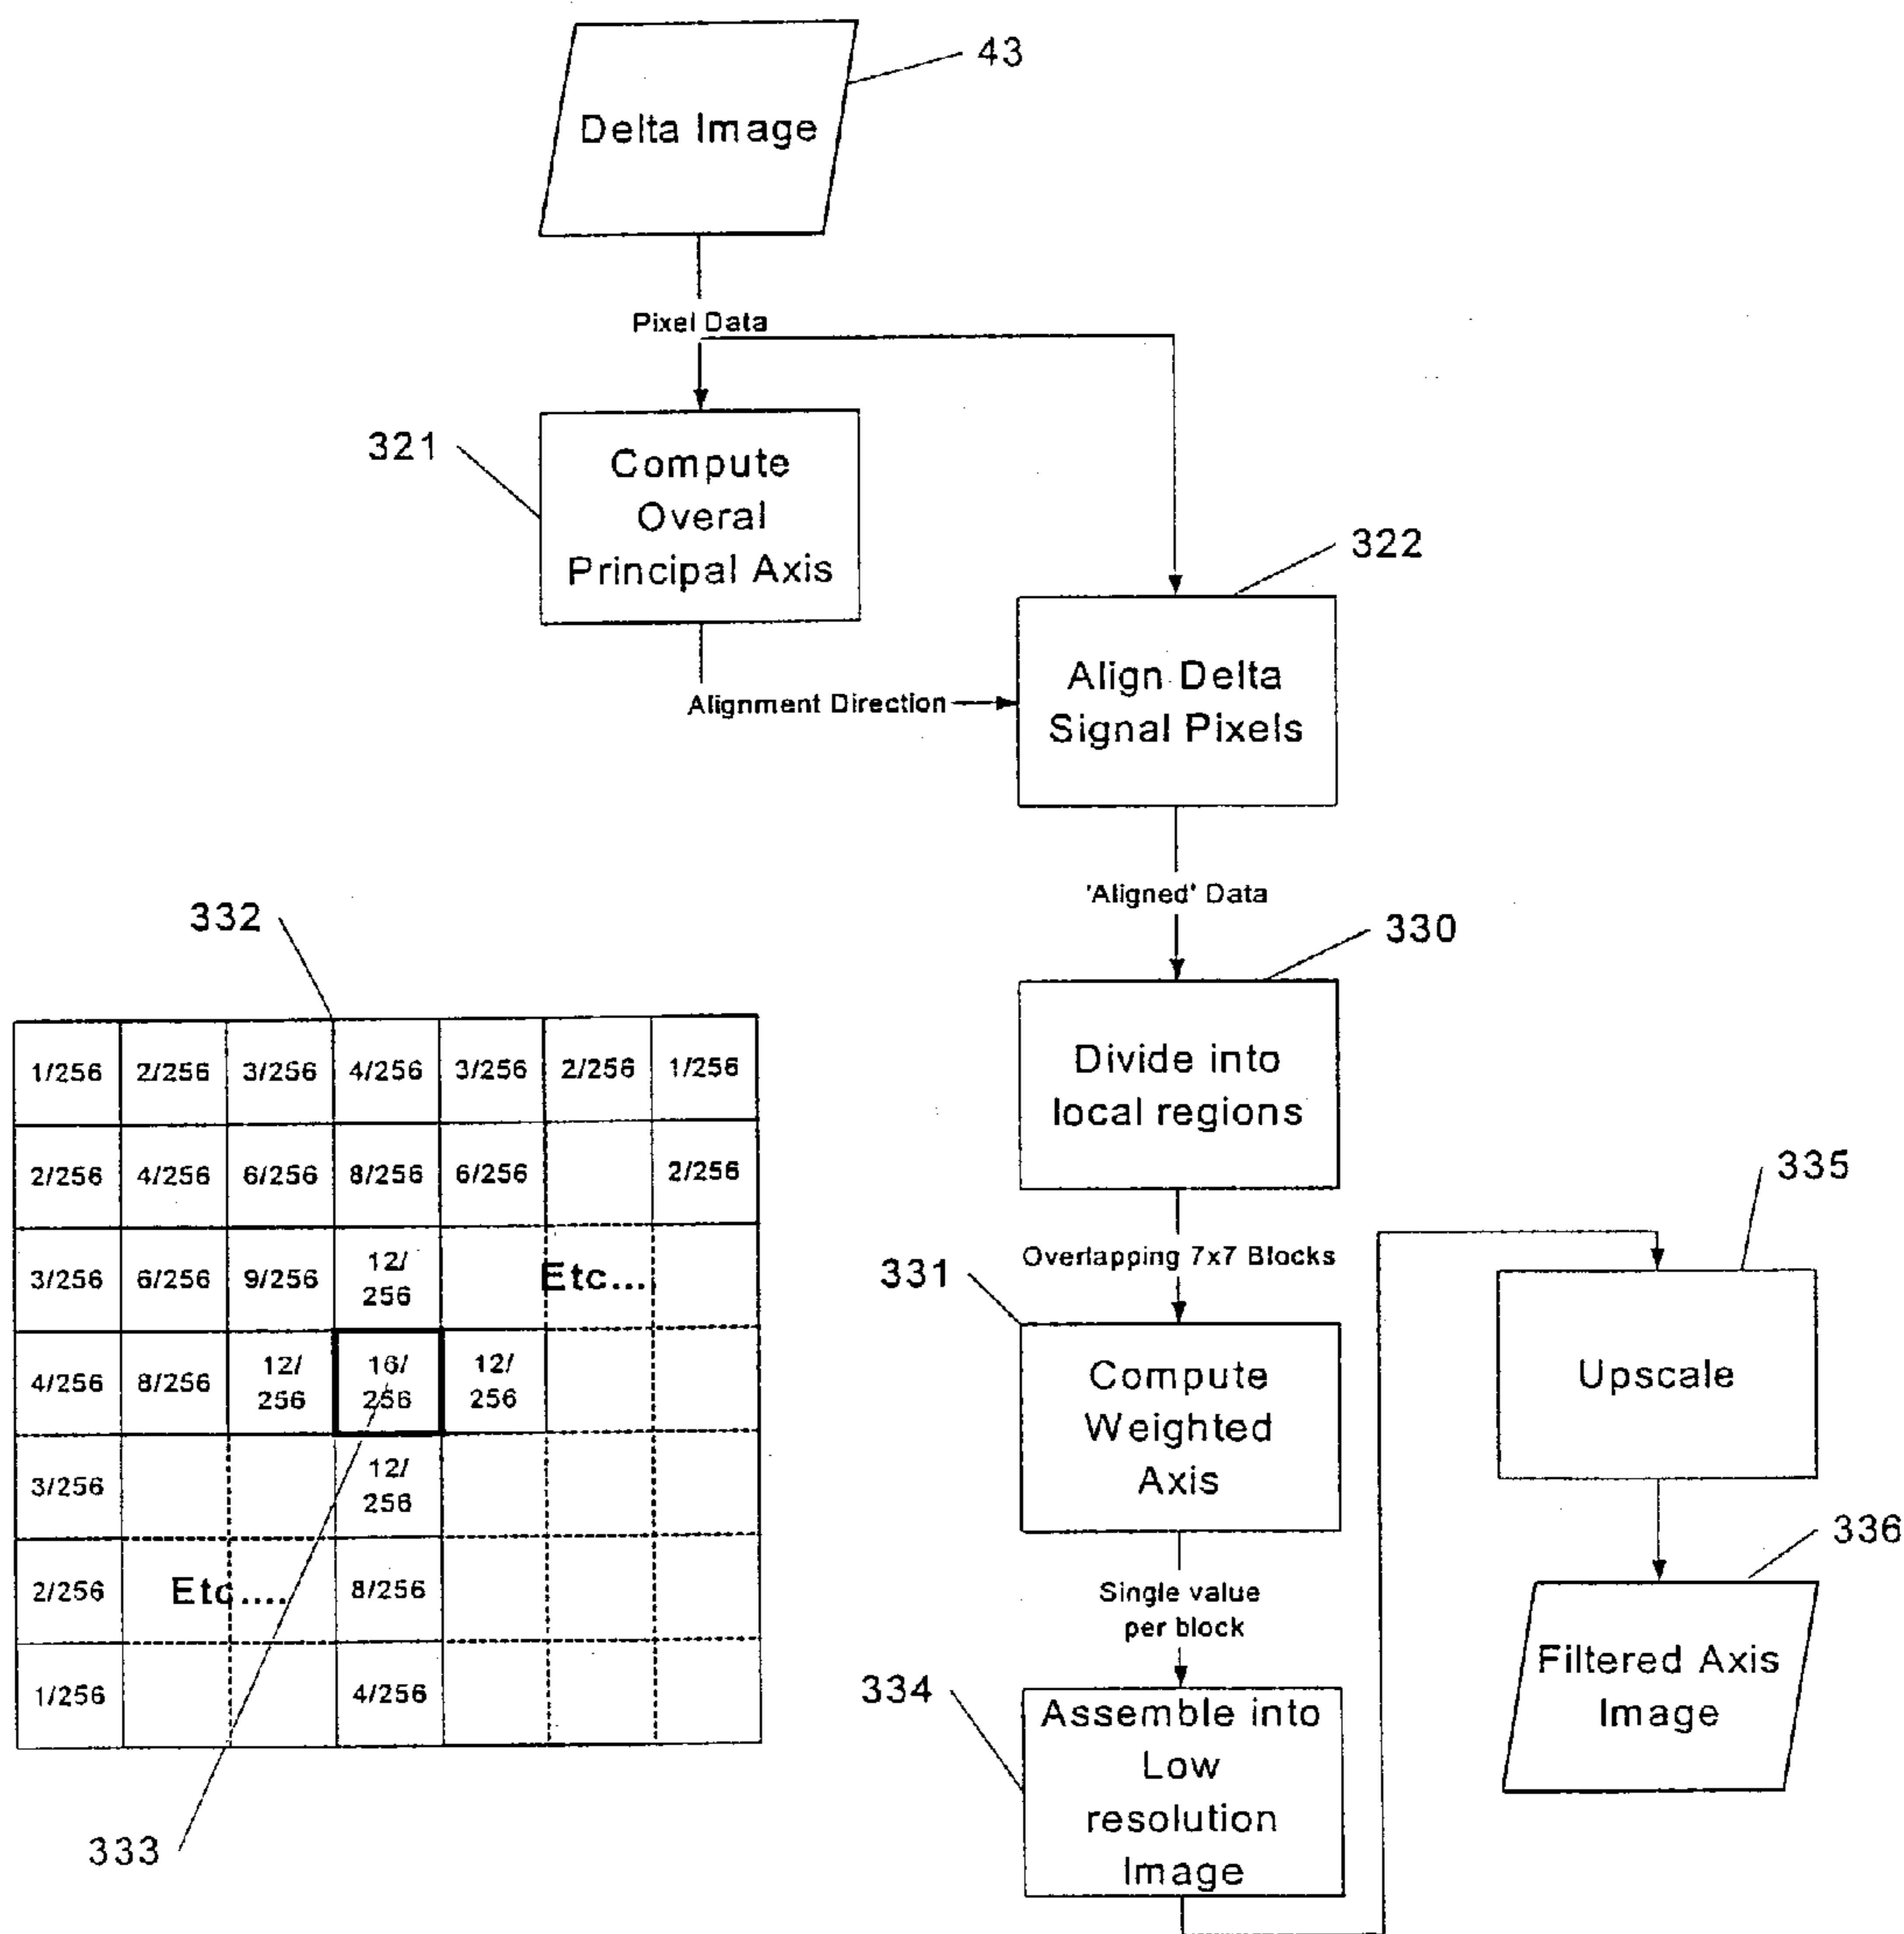 43
Delta Image
Pixel Data
321
Compute
Overal
Principal Axis
322
Alignment Direction
Align Delta
Signal Pixels
'Aligned' Data
332
330
Divide into
local regions
1/256 2/256 3/256 4/256 3/256 2/256 1/256
2/256 4/256 6/256 8/256 6/256 2/256
3/256 6/256 9/256 12/
256 Etc....
4/256 8/256 12/
256 16/
256 12/
256
3/256 12/
256
2/256 Etc.... 8/256
1/256 4/256
333
Overlapping 7x7 Blocks
331
Compute
Weighted
Axis
Single value
per block
334
Assemble into
Low
resolution
Image
335
Upscale
336
Filtered Axis
Image